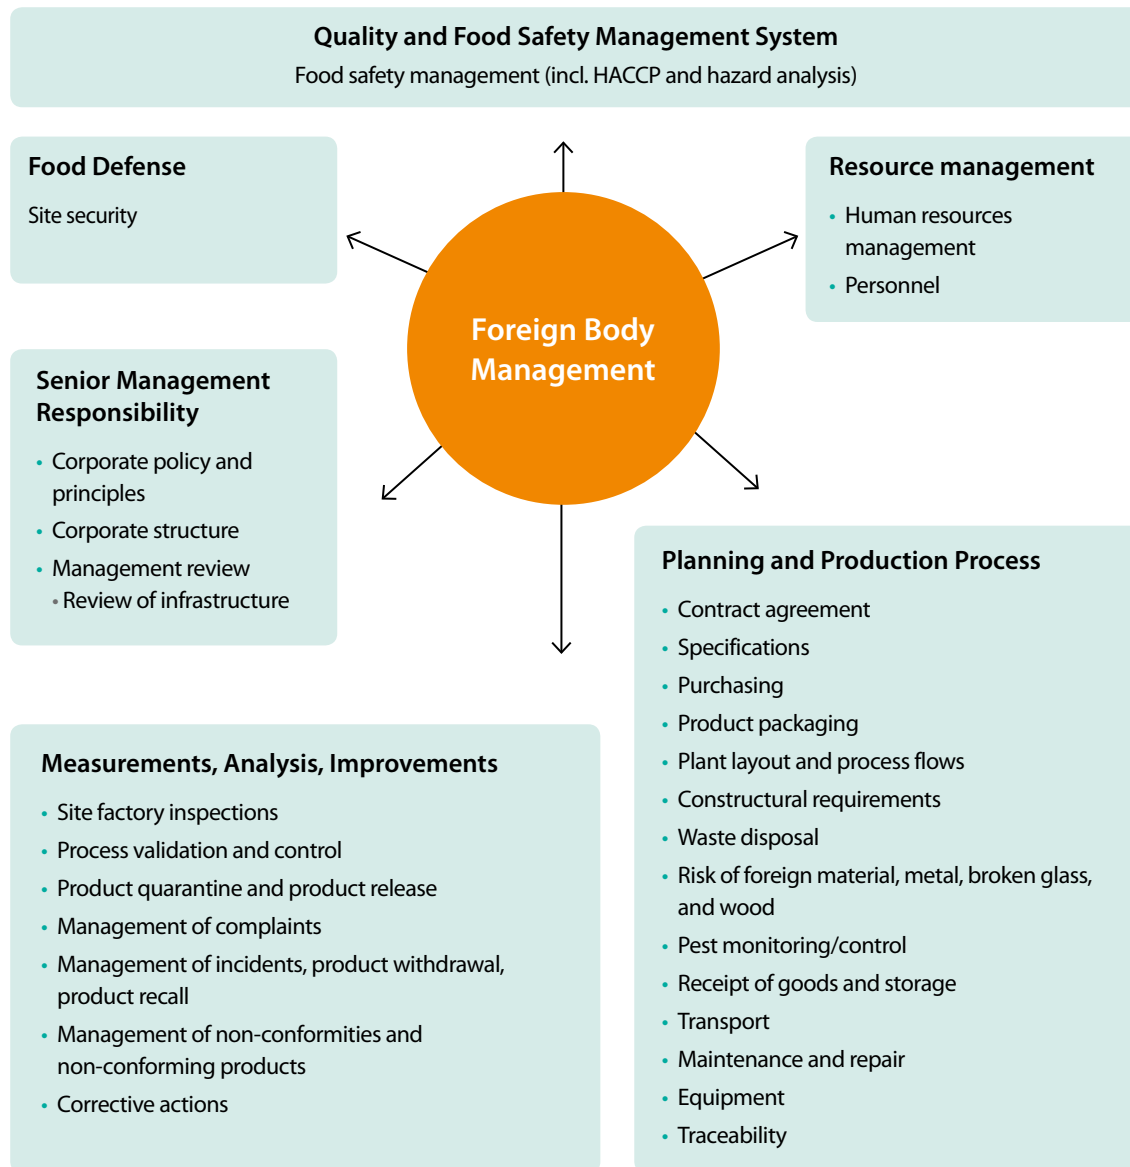 Quality and Food Safety Management System
Food safety management (incl. HACCP and hazard analysis)
Food Defense
Site security
Resource management
• Human resources
management
• Personnel
Foreign Body
Management
Senior Management
Responsibility
• Corporate policy and
principles
• Corporate structure
• Management review
• Review of infrastructure
Planning and Production Process
• Contract agreement
• Specifications
• Purchasing
• Product packaging
• Plant layout and process flows
• Constructural requirements
• Waste disposal
• Risk of foreign material, metal, broken glass,
and wood
• Pest monitoring/control
• Receipt of goods and storage
• Transport
• Maintenance and repair
• Equipment
• Traceability
Measurements, Analysis, Improvements
• Site factory inspections
• Process validation and control
• Product quarantine and product release
• Management of complaints
• Management of incidents, product withdrawal,
product recall
• Management of non-conformities and
non-conforming products
• Corrective actions